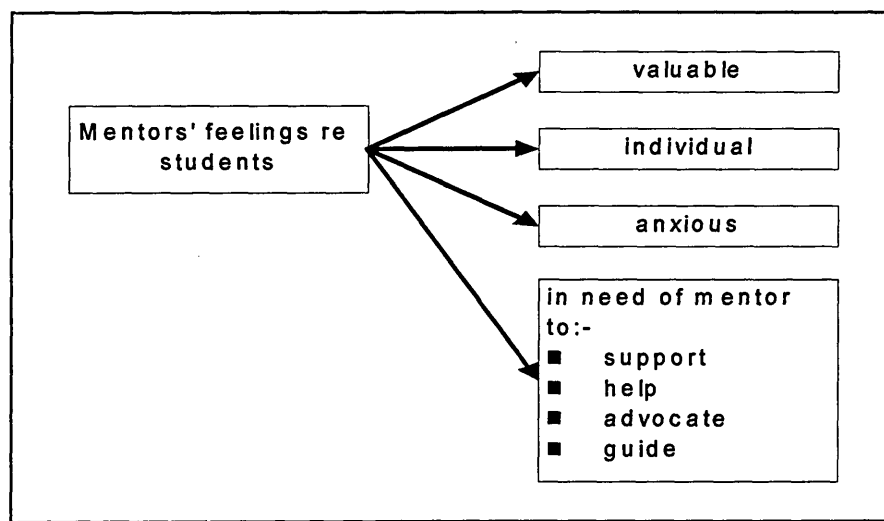 Mentors' feelings re
students
valuable
individual
anxious
in need of mentor
to:-
■ support
■ help
■ advocate
■ guide